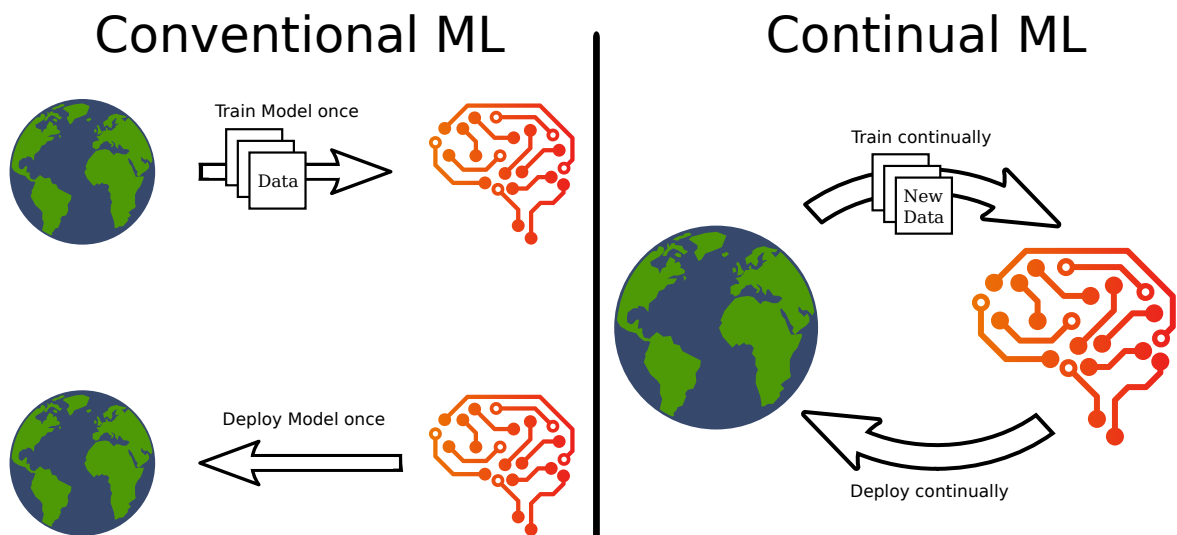 Conventional ML
Train Model once
Data
Deploy Model once
Continual ML
Train continually
New
Data
Deploy continually